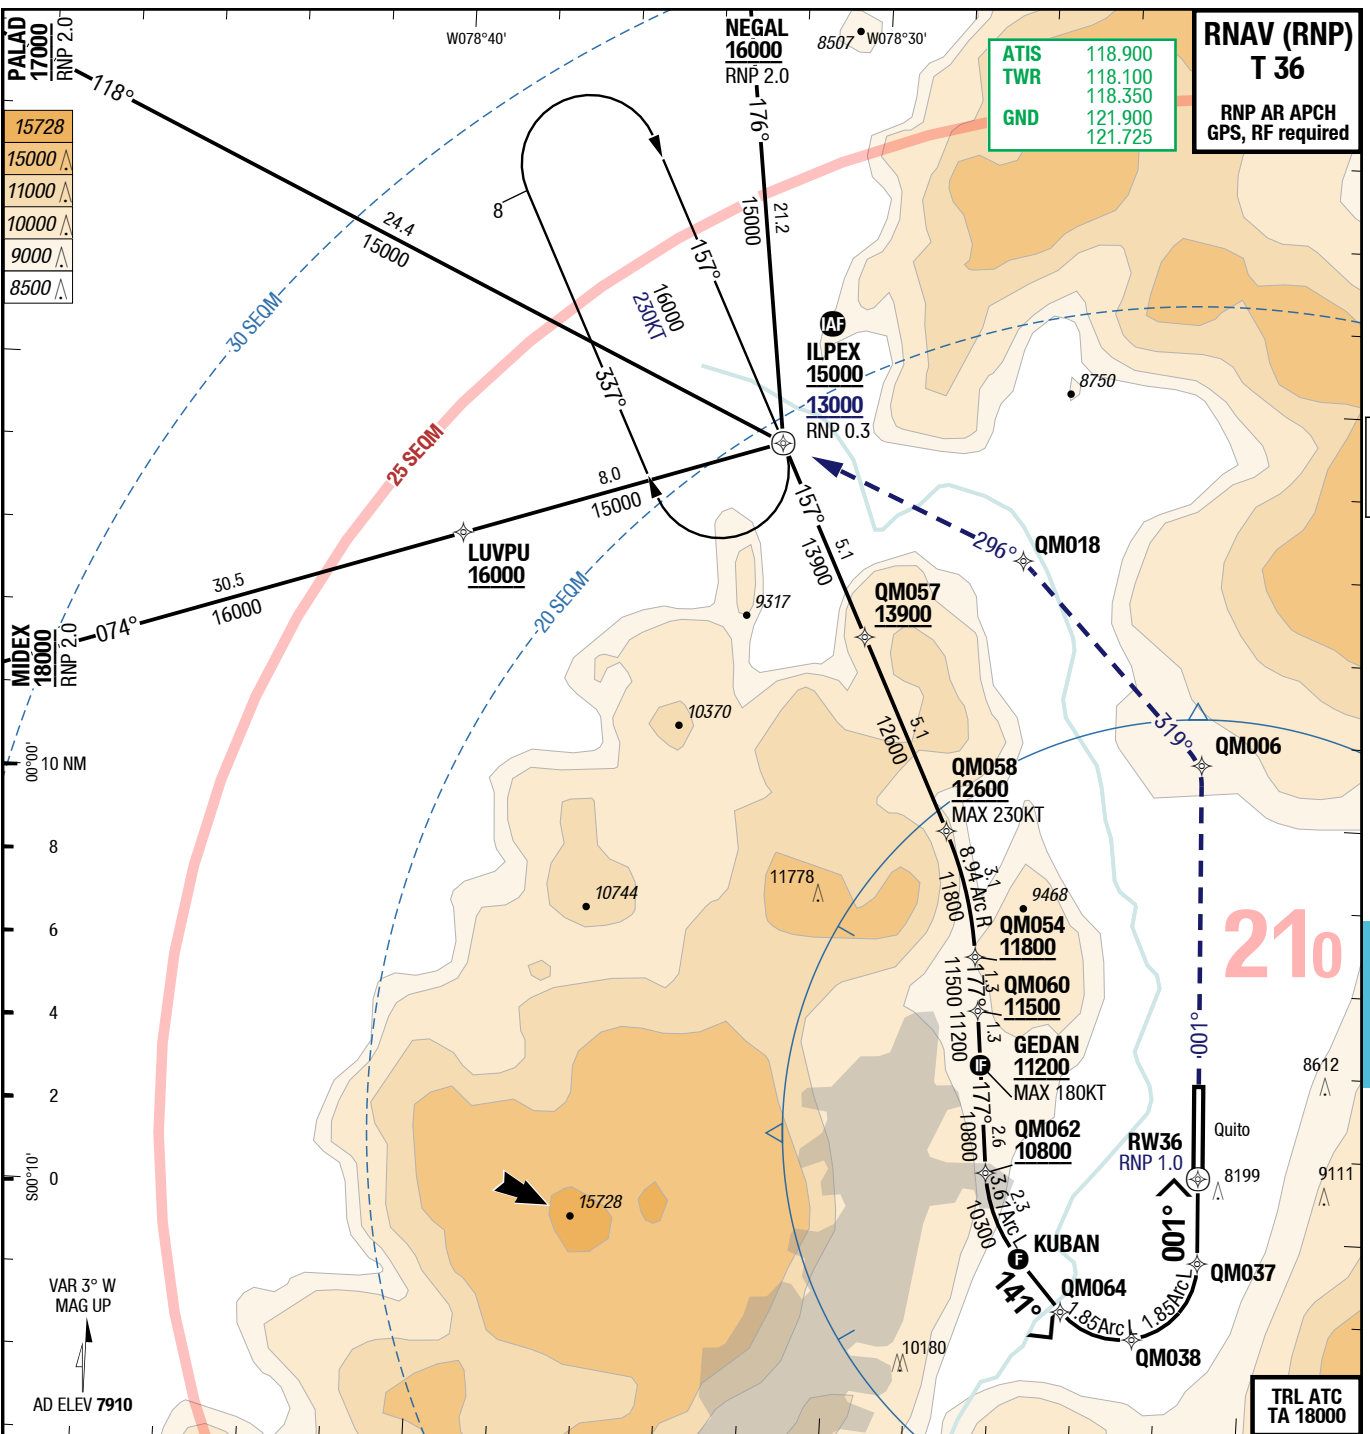 PALAD
17000
RNP 2.0
118°
W078°40'
NEGAL
16000
RNP 2.0
176°
8507
W078°30'
ATIS 118.900
TWR 118.100
118.350
GND 121.900
121.725
RNAV (RNP)
T 36
RNP AR APCH
GPS, RF required
15728
15000
11000
10000
9000
8500
8
24.4
15000
21.2
15000
157°
16000
230KT
337°
30 SEQM
25 SEQM
20 SEQM
IAF
ILPEX
15000
13000
RNP 0.3
8750
8.0
15000
LUVPU
16000
30.5
16000
074°
MIDEX
18000
RNP 2.0
157°
5.1
13900
296°
QM018
9317
QM057
13900
10370
5.1
12600
319°
QM006
00°00'
10 NM
8
6
4
2
0
S00°10'
QM058
12600
MAX 230KT
8.94 Arc R
3.1
11800
11778
10744
9468
QM054
11800
177°
1.3
11500
QM060
11500
1.3
11200
210
GEDAN
11200
MAX 180KT
IF
001°
8612
177°
2.6
10800
QM062
10800
RW36
RNP 1.0
Quito
8199
9111
15728
3.61Arc L
2.3
10300
KUBAN
F
001°
QM037
141°
QM064
1.85Arc L
1.85Arc L
QM038
10180
VAR 3° W
MAG UP
AD ELEV 7910
TRL ATC
TA 18000